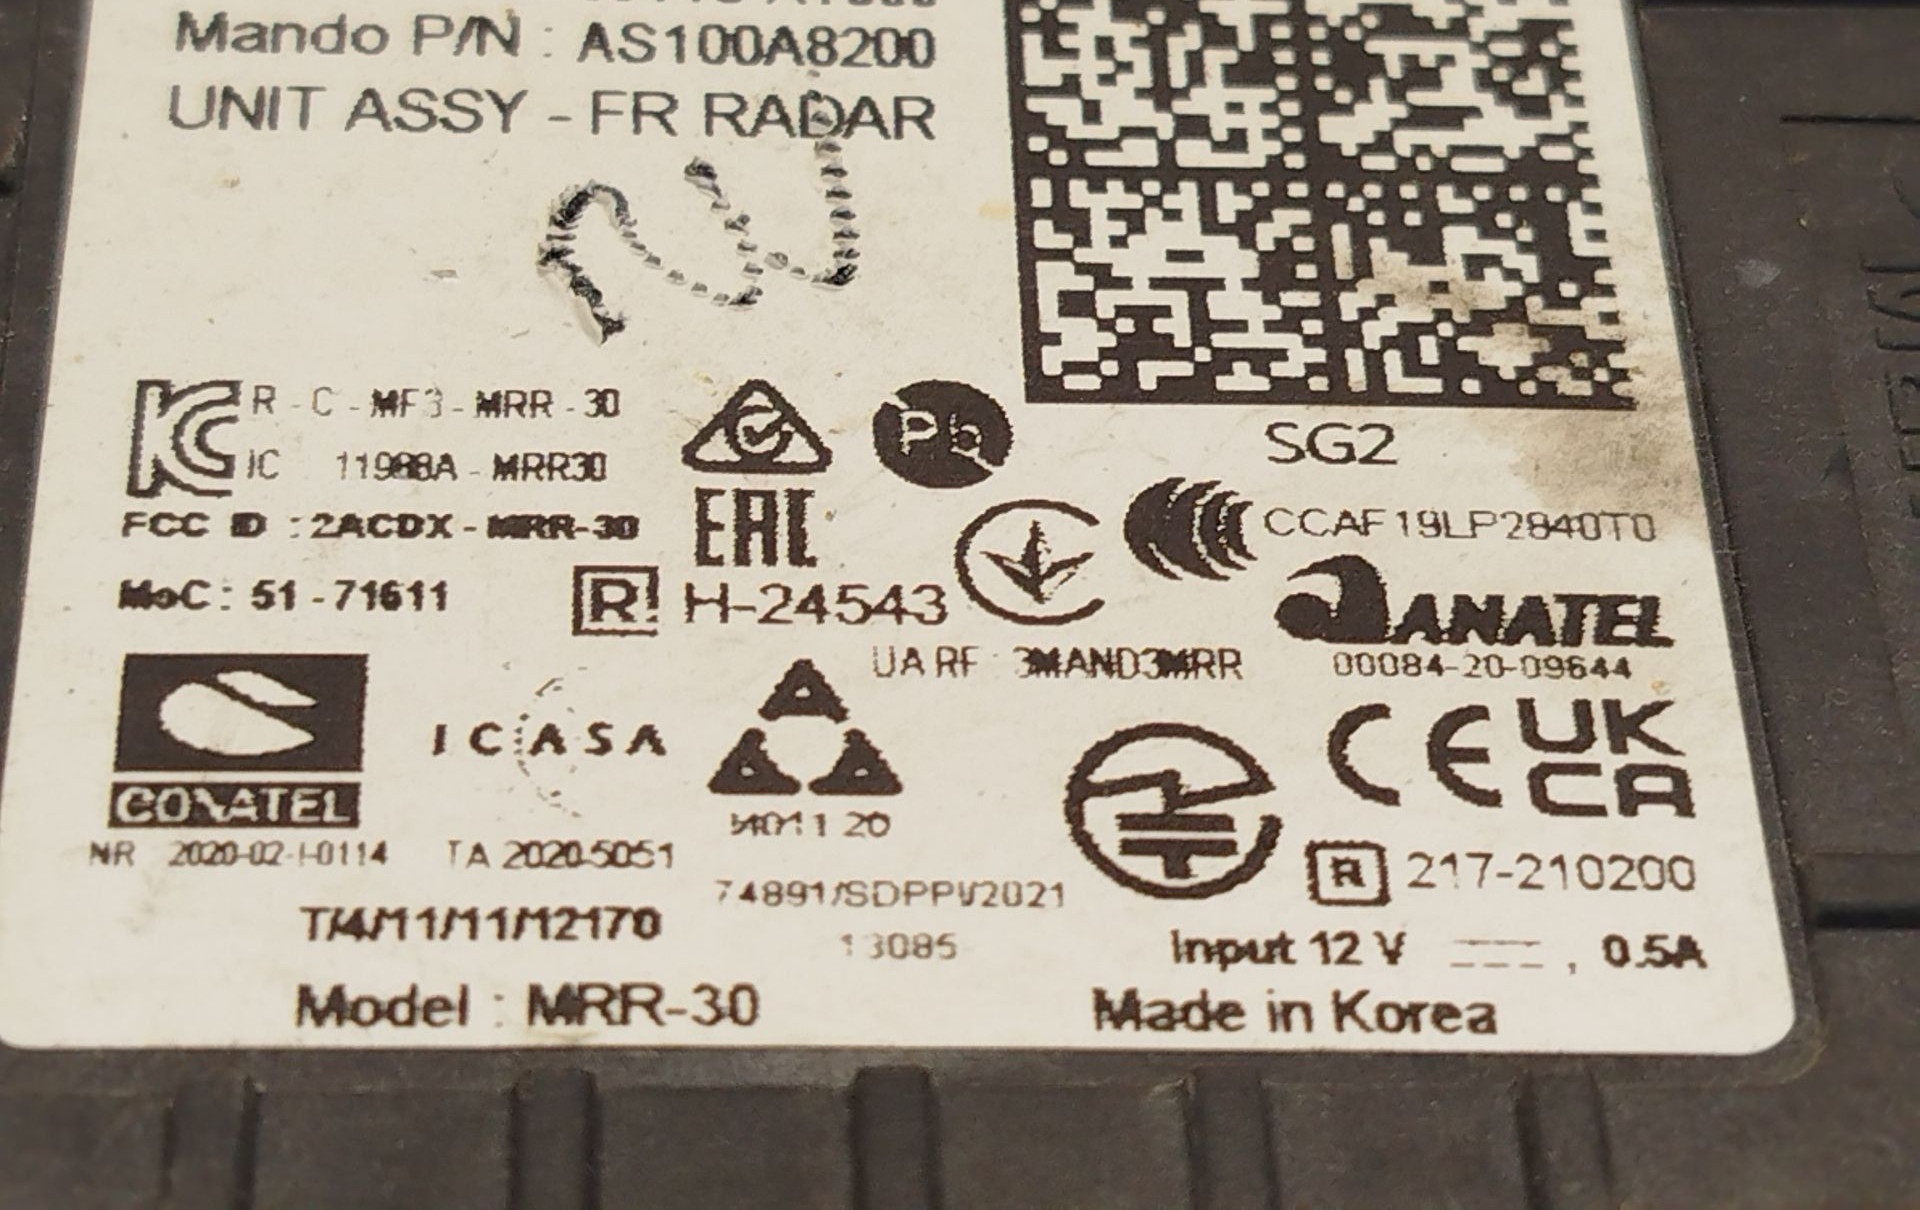 Mando P/N : AS100A8200
UNIT ASSY - FR RADAR
SG2
R - C - MF3 - MRR - 30
IC 11988A - MRR30
Pb
FCC ID : 2ACDX - MRR-30
EAC
CCAF19LP2840T0
MoC : 51 - 71611
R H-24543
ANATEL
UA RF : 3MAND3MRR
00084-20-09644
CONATEL
ICASA
CE UK CA
NR 2020-02-I-0114
TA 2020-5051
R 217-210200
74891/SDPPI/2021
13085
T/4/11/11/12170
Input 12 V , 0.5A
Model : MRR-30
Made in Korea